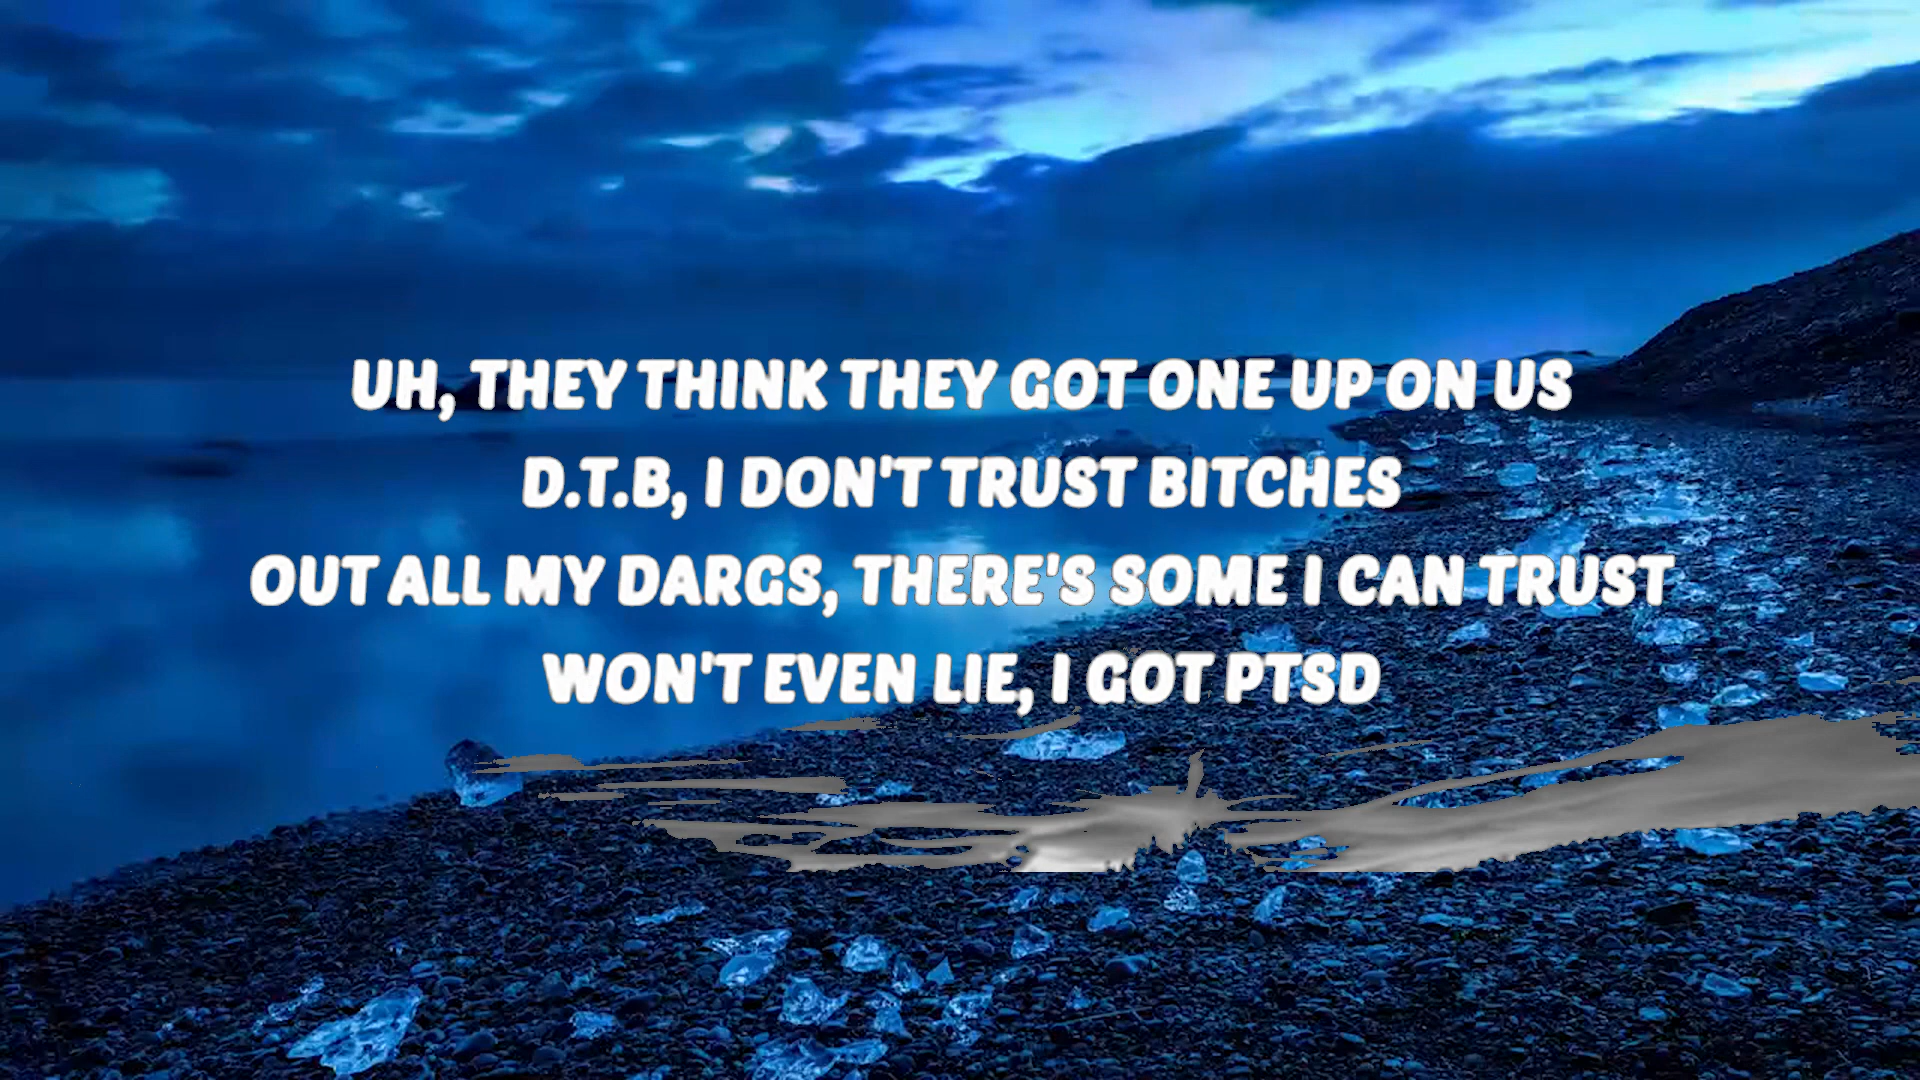 UH, THEY THINK THEY GOT ONE UP ON US
D.T.B, I DON'T TRUST BITCHES
OUT ALL MY DARGS, THERE'S SOME I CAN TRUST
WON'T EVEN LIE, I GOT PTSD